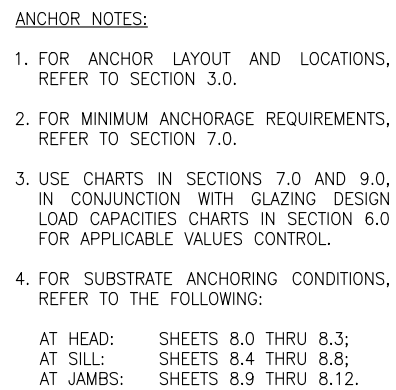 ANCHOR NOTES:
1. FOR ANCHOR LAYOUT AND LOCATIONS,
REFER TO SECTION 3.0.
2. FOR MINIMUM ANCHORAGE REQUIREMENTS,
REFER TO SECTION 7.0.
3. USE CHARTS IN SECTIONS 7.0 AND 9.0,
IN CONJUNCTION WITH GLAZING DESIGN
LOAD CAPACITIES CHARTS IN SECTION 6.0
FOR APPLICABLE VALUES CONTROL.
4. FOR SUBSTRATE ANCHORING CONDITIONS,
REFER TO THE FOLLOWING:
AT HEAD: SHEETS 8.0 THRU 8.3;
AT SILL: SHEETS 8.4 THRU 8.8;
AT JAMBS: SHEETS 8.9 THRU 8.12.